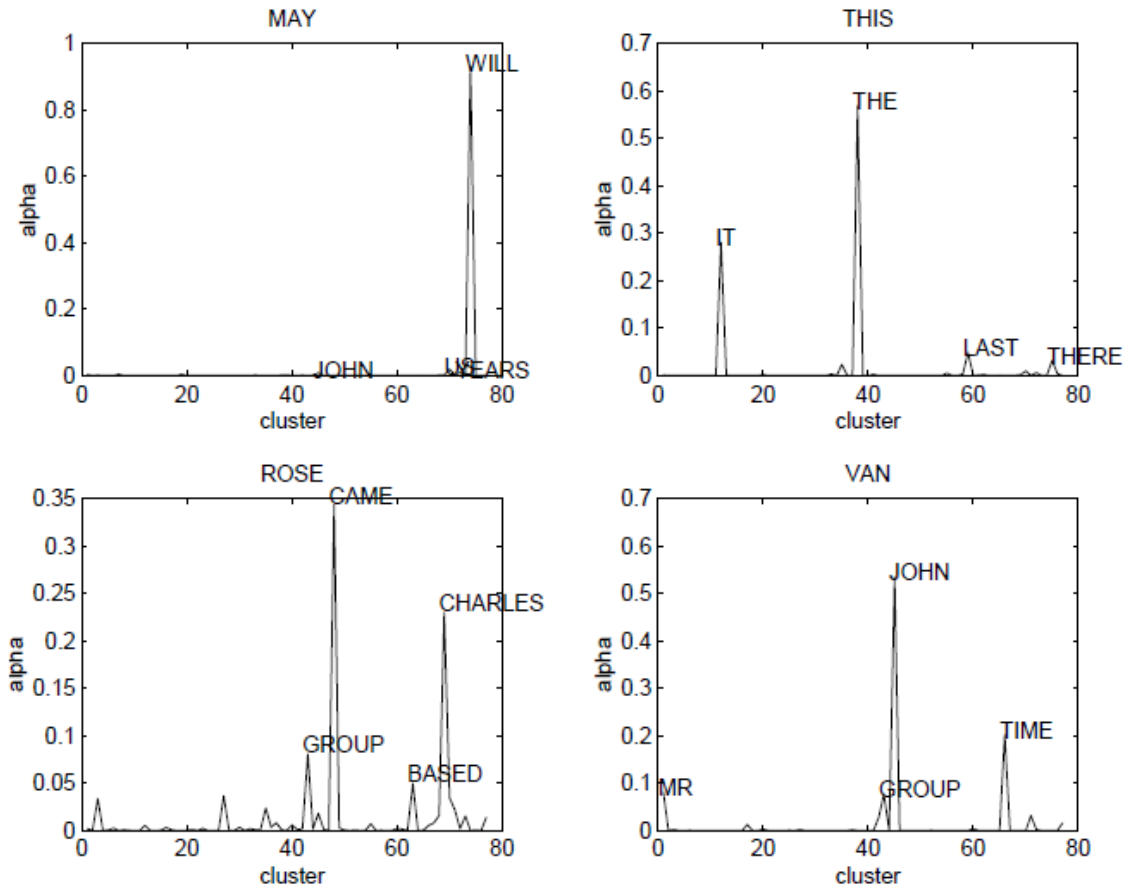 MAY
1
0.8
0.6
0.4
0.2
0
alpha
WILL
JOHN
US
YEARS
0 20 40 60 80
cluster
THIS
0.7
0.6
0.5
0.4
0.3
0.2
0.1
0
alpha
IT
THE
LAST
THERE
0 20 40 60 80
cluster
ROSE
0.35
0.3
0.25
0.2
0.15
0.1
0.05
0
alpha
CAME
CHARLES
GROUP
BASED
0 20 40 60 80
cluster
VAN
0.7
0.6
0.5
0.4
0.3
0.2
0.1
0
alpha
JOHN
TIME
MR
GROUP
0 20 40 60 80
cluster